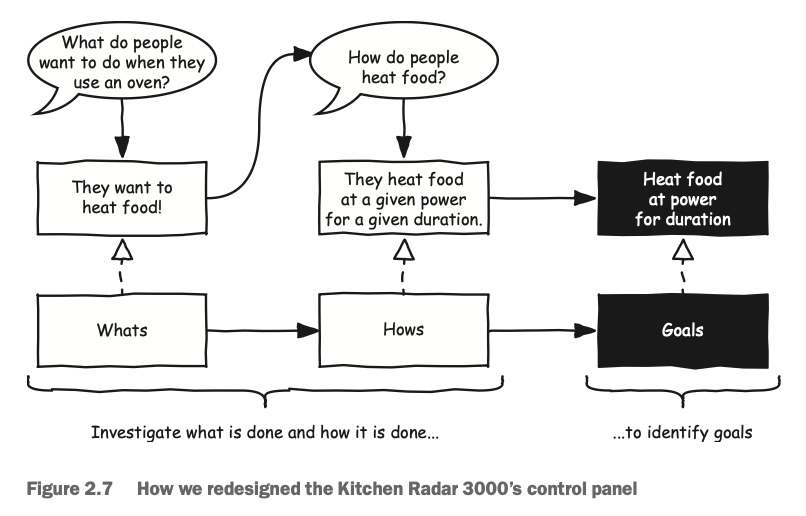 What do people
want to do when they
use an oven?
How do people
heat food?
They want to
heat food!
They heat food
at a given power
for a given duration.
Heat food
at power
for duration
Whats
Hows
Goals
Investigate what is done and how it is done...
...to identify goals
Figure 2.7 How we redesigned the Kitchen Radar 3000's control panel